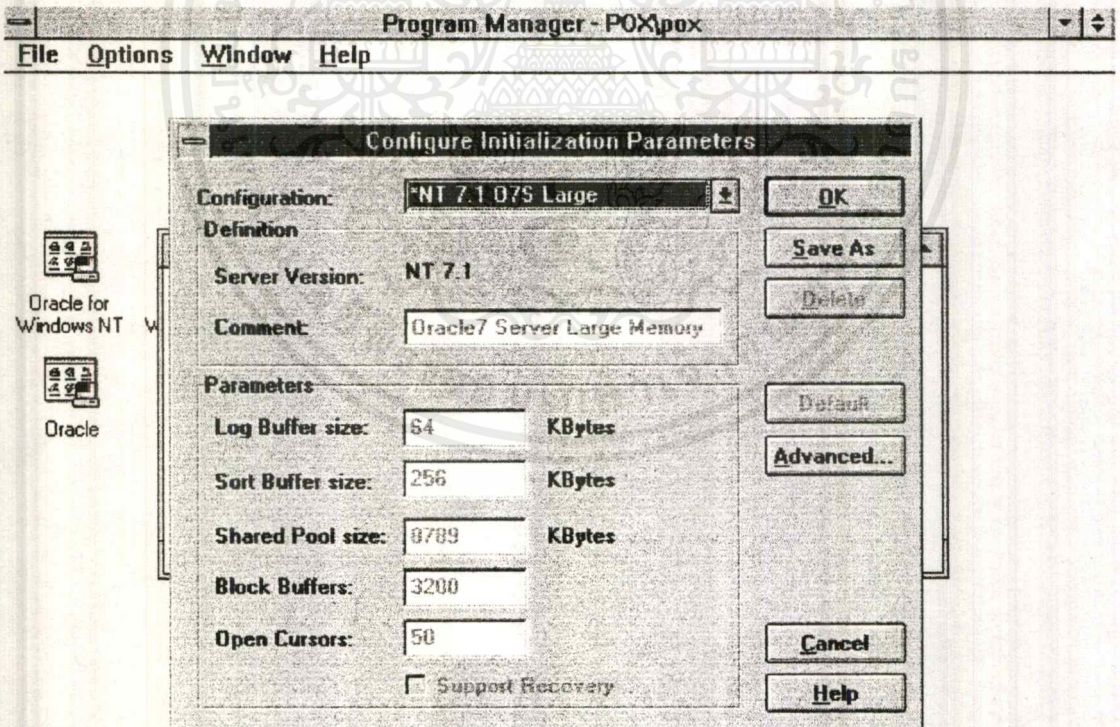 Program Manager - POX\pox
File Options Window Help
Configure Initialization Parameters
Configuration: *NT 7.1 O7S Large
OK
Definition
Save As
Server Version: NT 7.1
Delete
Oracle for
Windows NT
W
Comment: Oracle7 Server Large Memory
Parameters
Default
Log Buffer size: 64 KBytes
Oracle
Advanced...
Sort Buffer size: 256 KBytes
Shared Pool size: 8789 KBytes
Block Buffers: 3200
Open Cursors: 50
Cancel
Support Recovery
Help